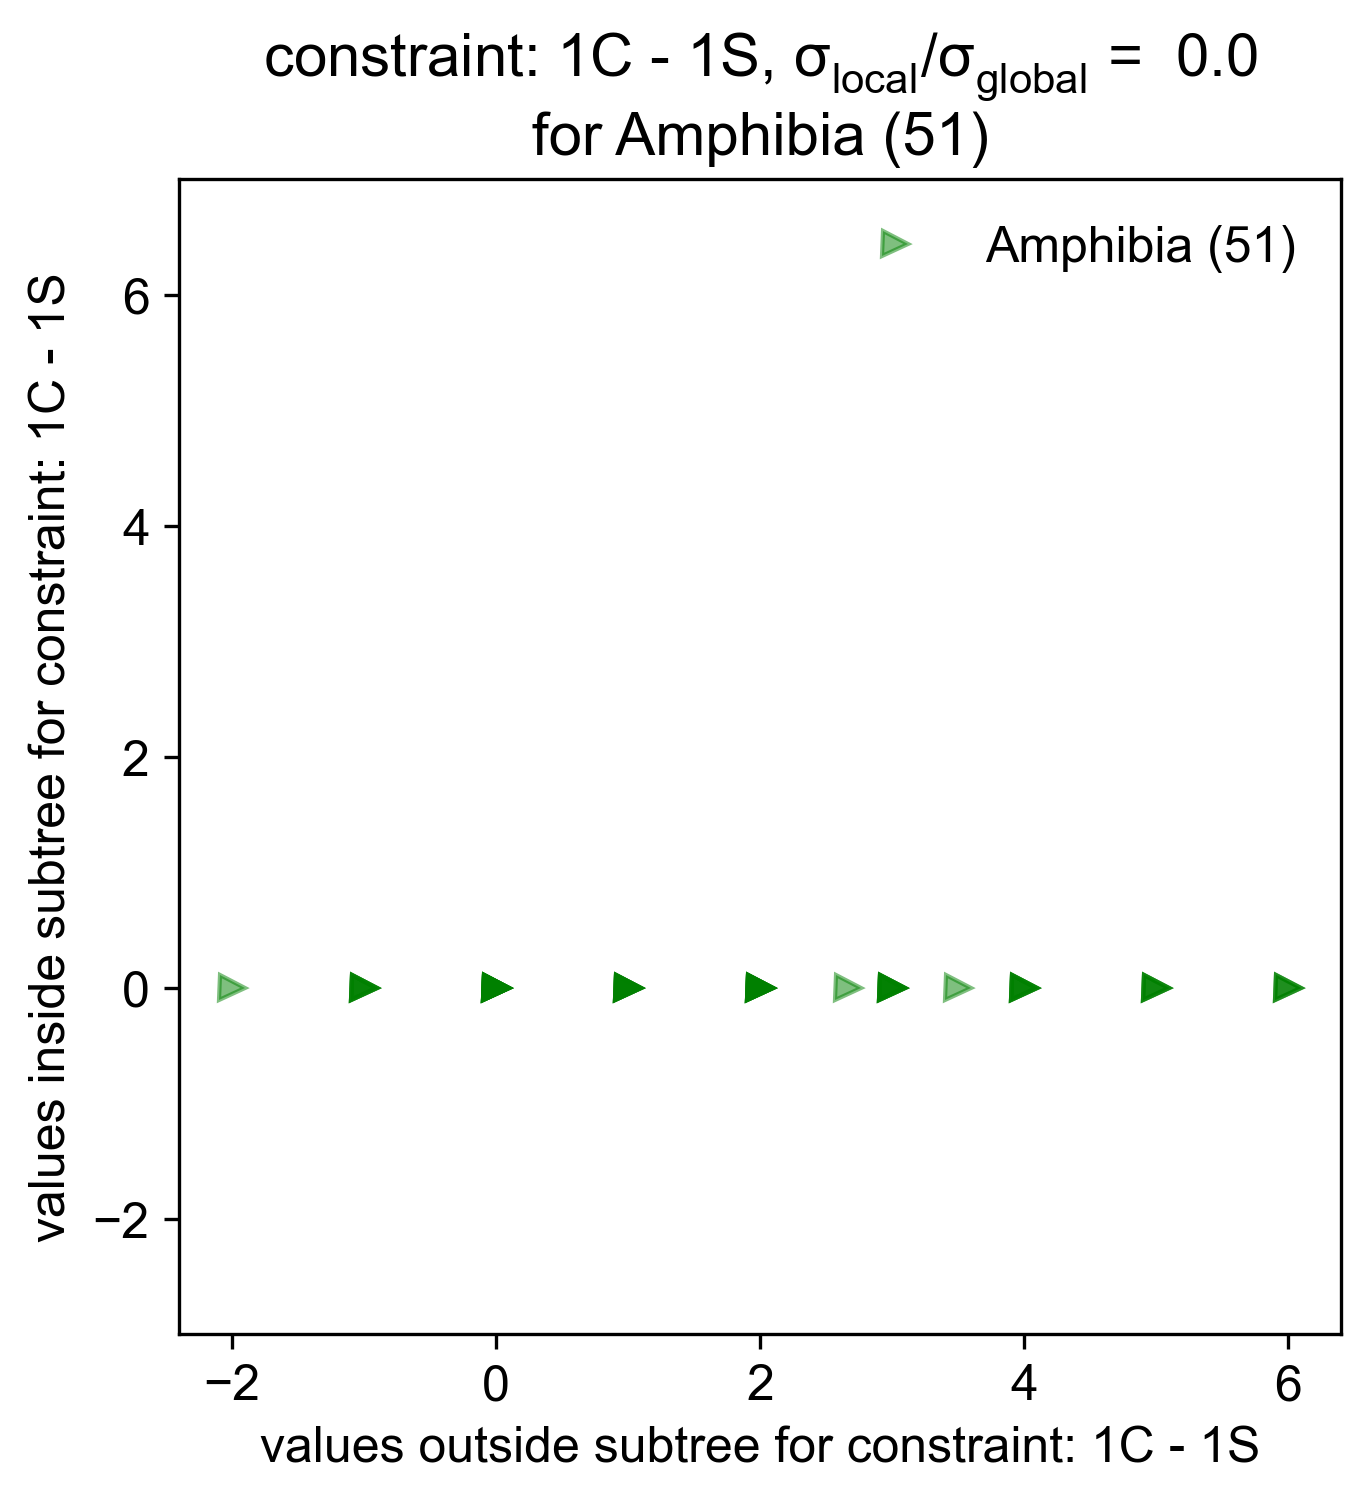 constraint: 1C - 1S, σlocal/σglobal = 0.0
for Amphibia (51)
Amphibia (51)
values inside subtree for constraint: 1C - 1S
6
4
2
0
−2
−2 0 2 4 6
values outside subtree for constraint: 1C - 1S